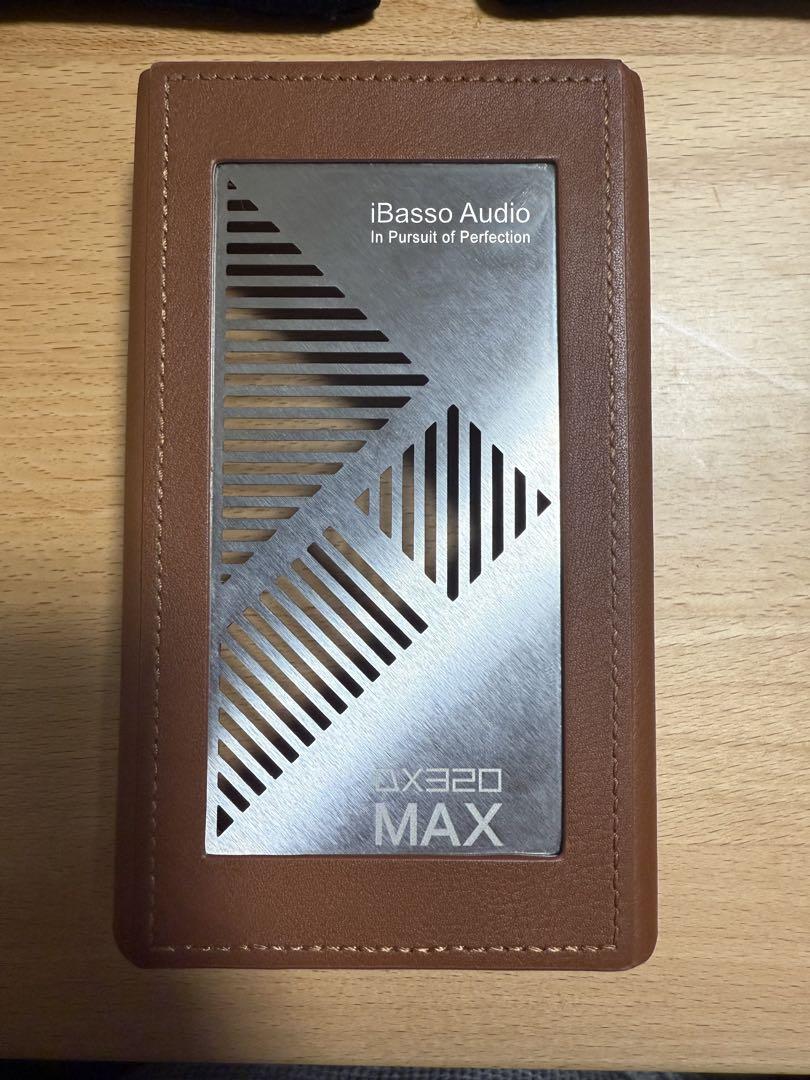 iBasso Audio
In Pursuit of Perfection
DX320
MAX